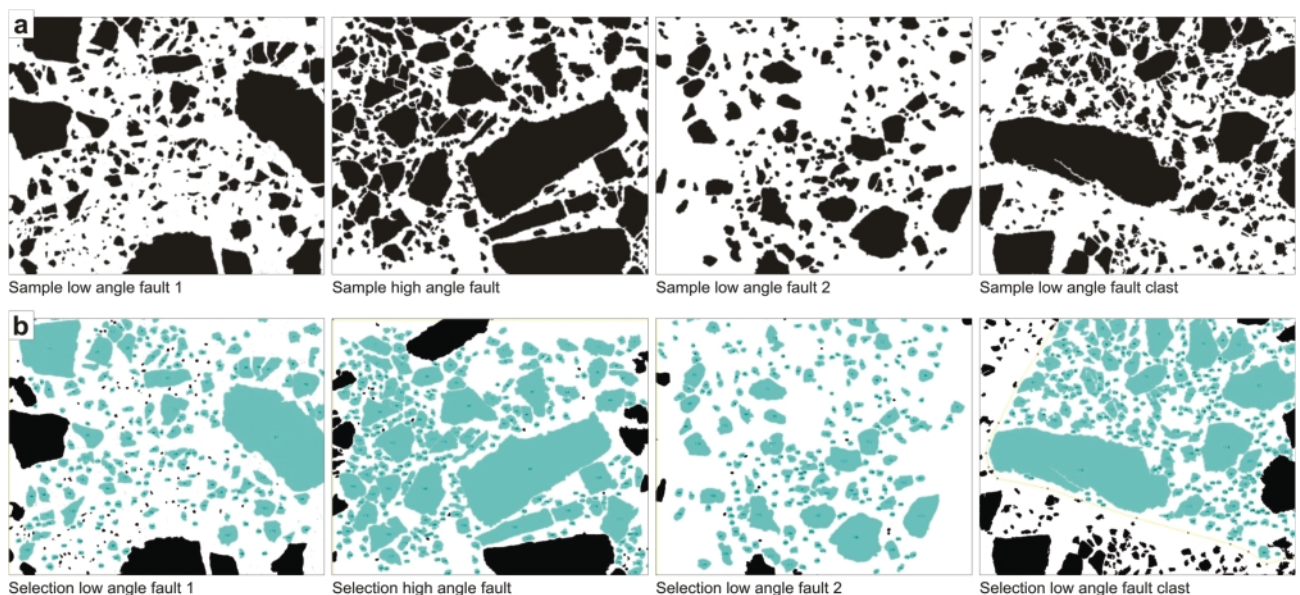 a
Sample low angle fault 1
Sample high angle fault
Sample low angle fault 2
Sample low angle fault clast
b
Selection low angle fault 1
Selection high angle fault
Selection low angle fault 2
Selection low angle fault clast